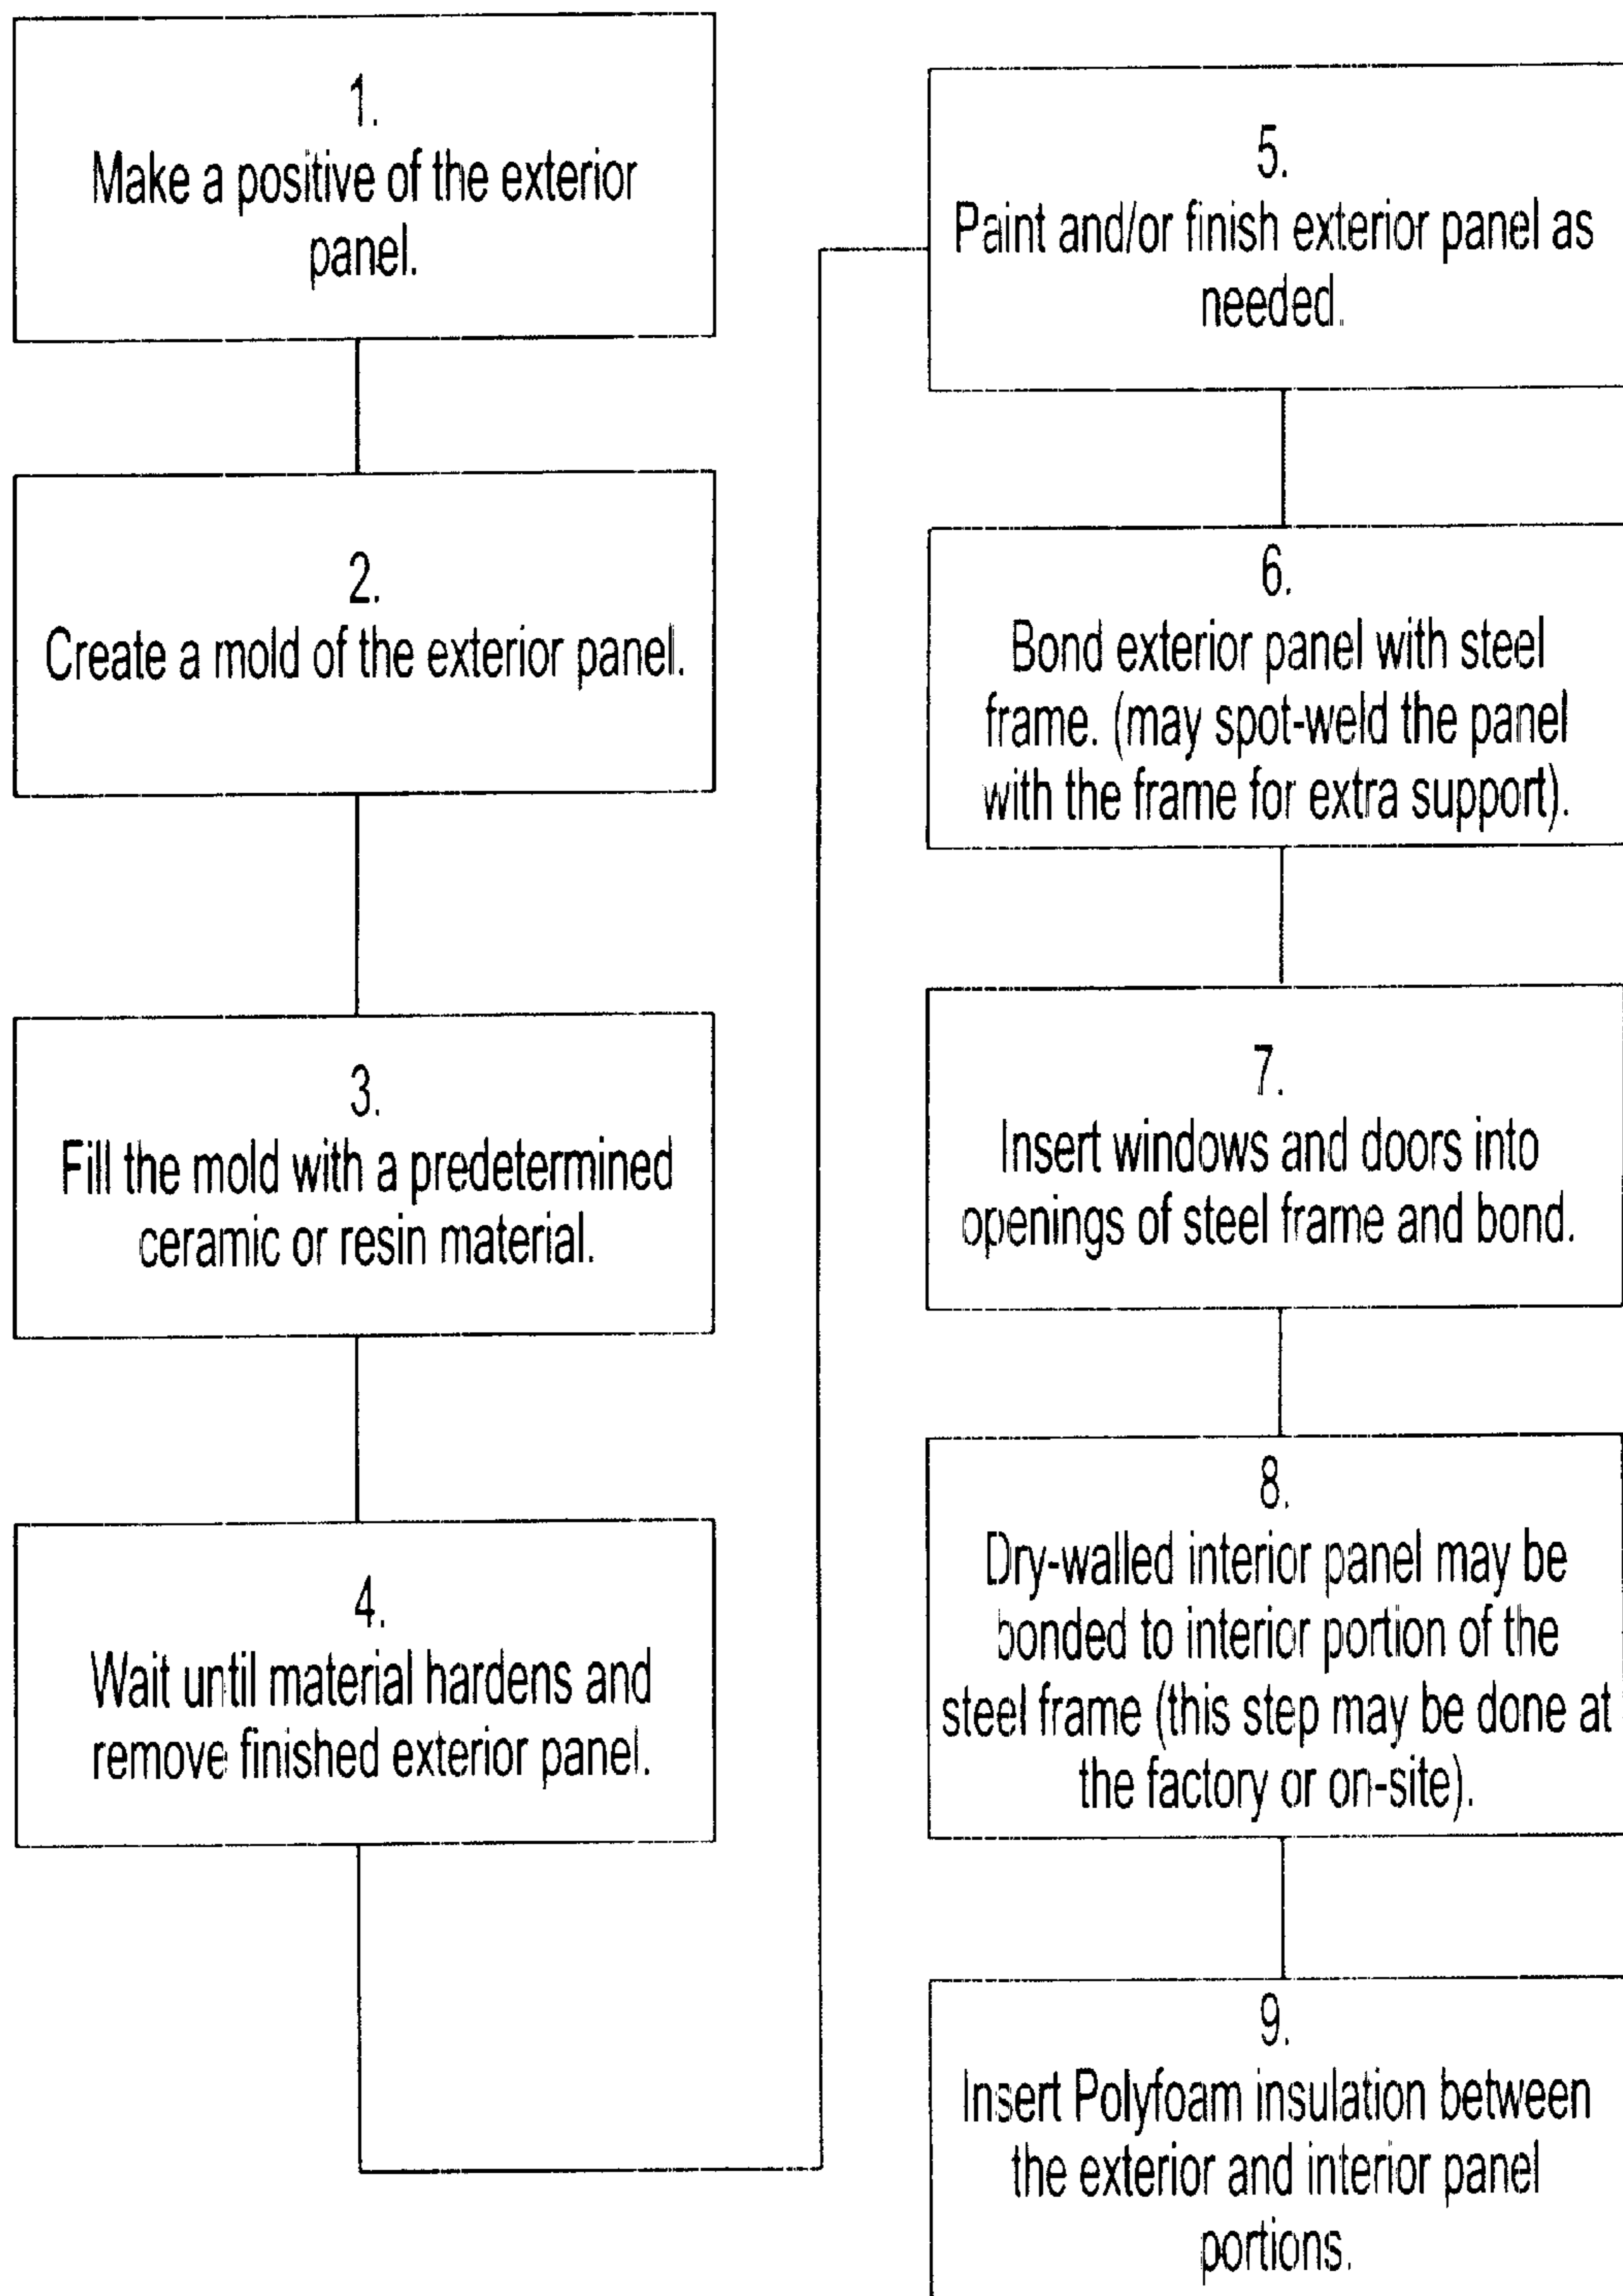 1.
Make a positive of the exterior
panel.
2.
Create a mold of the exterior panel.
3.
Fill the mold with a predetermined
ceramic or resin material.
4.
Wait until material hardens and
remove finished exterior panel.
5.
Paint and/or finish exterior panel as
needed.
6.
Bond exterior panel with steel
frame. (may spot-weld the panel
with the frame for extra support).
7.
Insert windows and doors into
openings of steel frame and bond.
8.
Dry-walled interior panel may be
bonded to interior portion of the
steel frame (this step may be done at
the factory or on-site).
9.
Insert Polyfoam insulation between
the exterior and interior panel
portions.